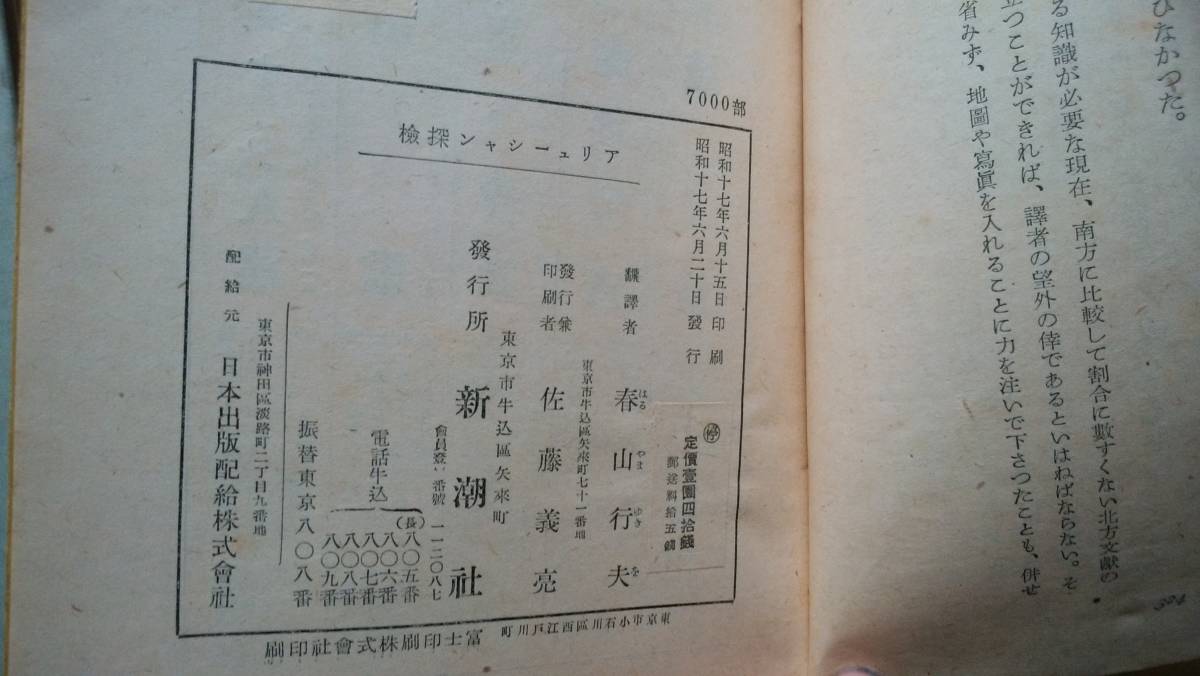 ひなかつた。
る知識が必要な現在、南方に比較して割合に數すくない北方文獻の
立つことができれば、譯者の望外の倖であるといはねばならない。そ
省みず、地圖や寫眞を入れることに力を注いで下さつたことも、併せ
304
7000部
昭和十七年六月十五日印刷
昭和十七年六月二十日發行
アリューシャン探檢
停
定價壹圓四拾錢
郵送料拾五錢
飜譯者 春山行夫
はるやまゆきを
東京市牛込區矢來町七十一番地
發行兼印刷者 佐藤義亮
東京市牛込區矢來町
發行所 新潮社
會員登 番號 一一二〇八七
電話牛込
(長)八〇五番
八〇六番
八〇七番
八〇八番
八〇九番
振替東京八〇八番
東京市神田區淡路町二丁目九番地
配給元 日本出版配給株式會社
東京市小石川區西江戸川町
富士印刷株式會社印刷